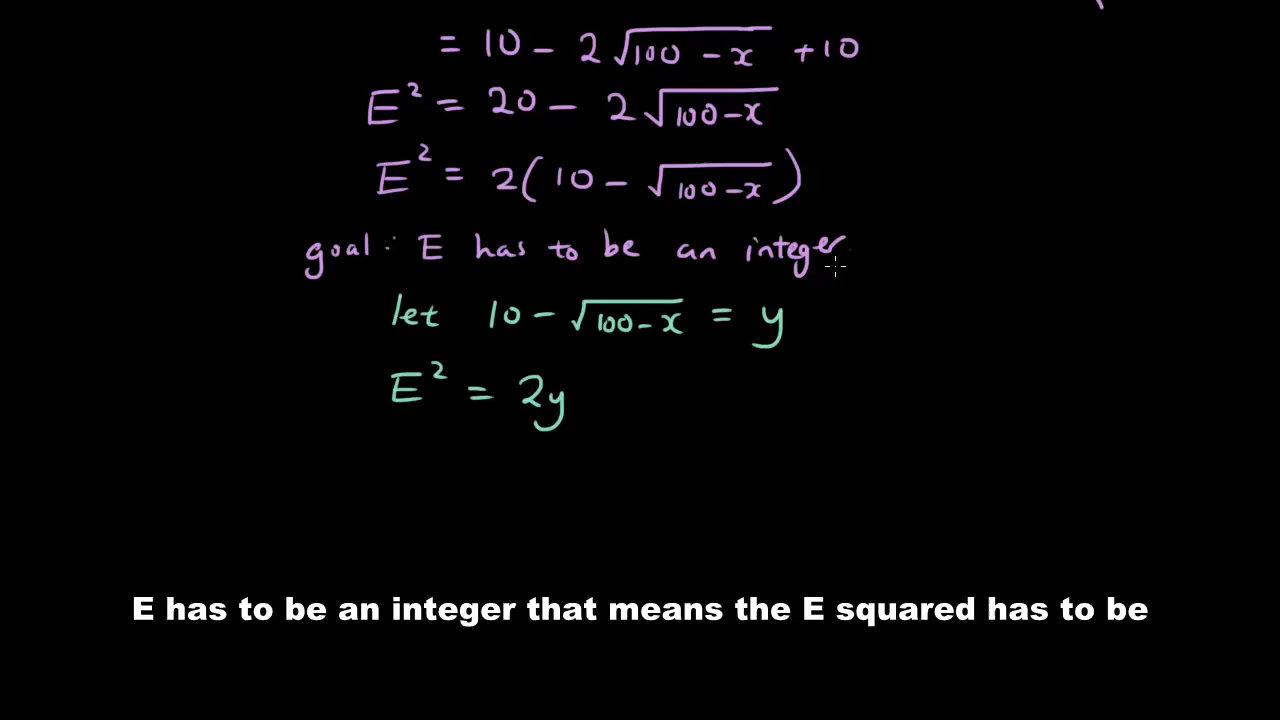 = 10 - 2√(100 - x) + 10
E² = 20 - 2√(100-x)
E² = 2(10 - √(100-x))
goal: E has to be an integer
let 10 - √(100-x) = y
E² = 2y
E has to be an integer that means the E squared has to be